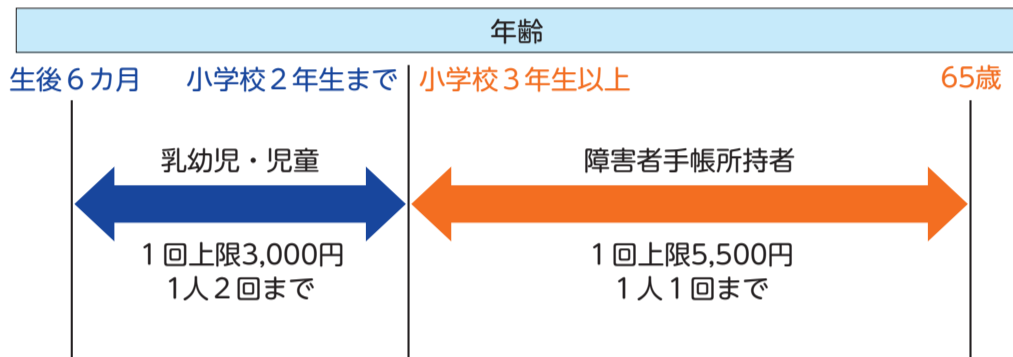 年齢
生後６カ月 小学校２年生まで 小学校３年生以上 65歳
乳幼児・児童 障害者手帳所持者
１回上限3,000円 １回上限5,500円
1人２回まで １人１回まで